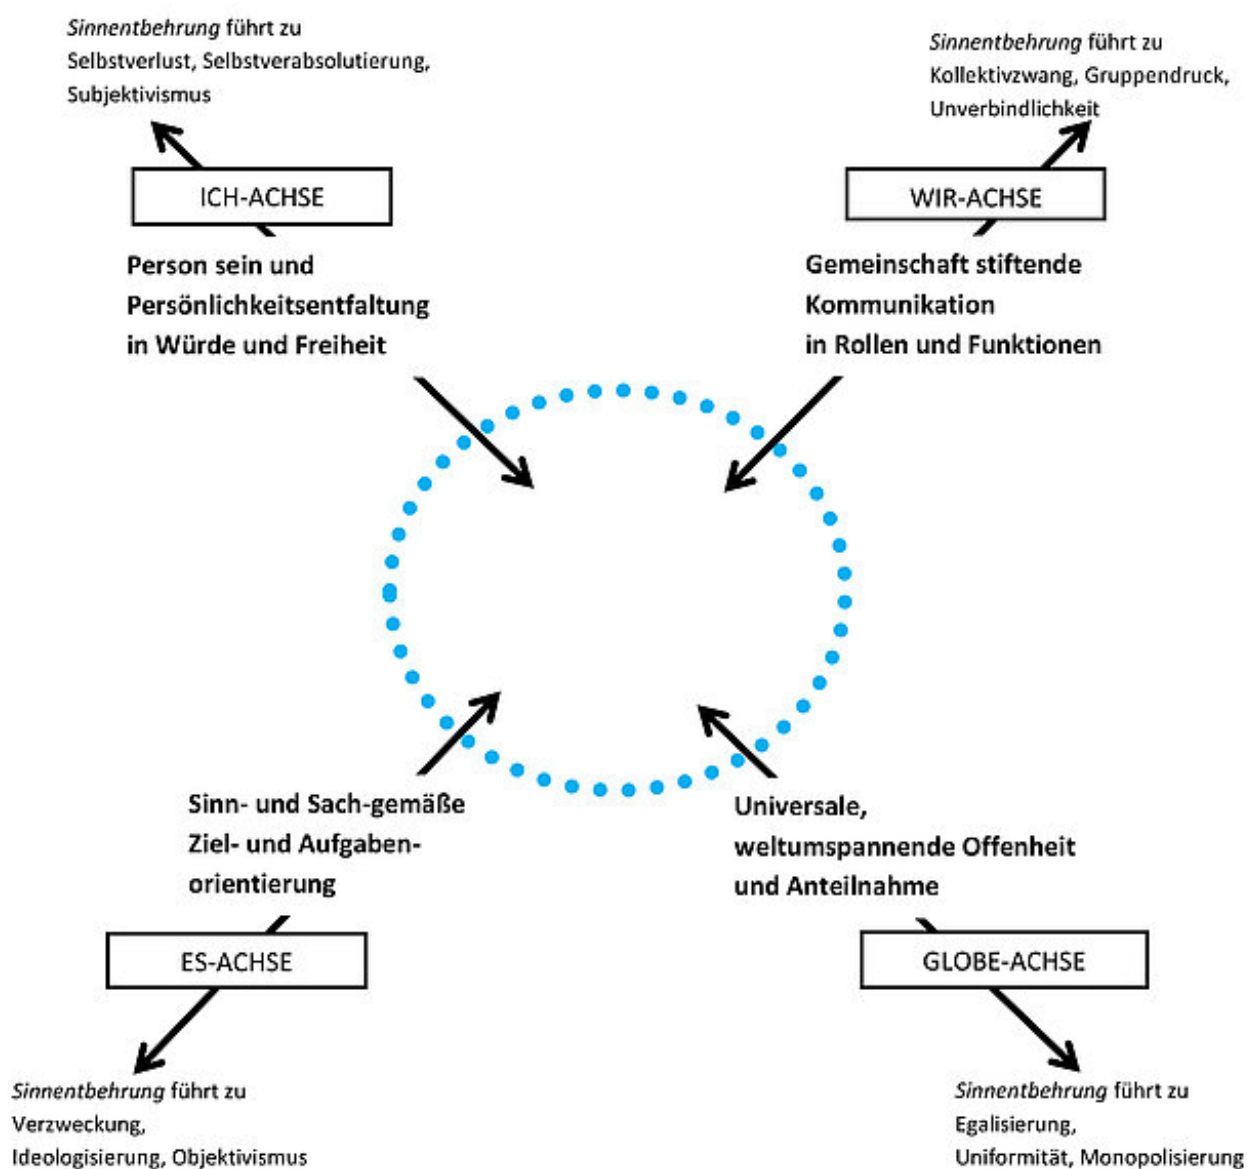 Sinnentbehrung führt zu
Selbstverlust, Selbstverabsolutierung,
Subjektivismus
ICH-ACHSE
Person sein und
Persönlichkeitsentfaltung
in Würde und Freiheit
Sinnentbehrung führt zu
Kollektivzwang, Gruppendruck,
Unverbindlichkeit
WIR-ACHSE
Gemeinschaft stiftende
Kommunikation
in Rollen und Funktionen
Sinn- und Sach-gemäße
Ziel- und Aufgaben-
orientierung
ES-ACHSE
Sinnentbehrung führt zu
Verzweckung,
Ideologisierung, Objektivismus
Universale,
weltumspannende Offenheit
und Anteilnahme
GLOBE-ACHSE
Sinnentbehrung führt zu
Egalisierung,
Uniformität, Monopolisierung